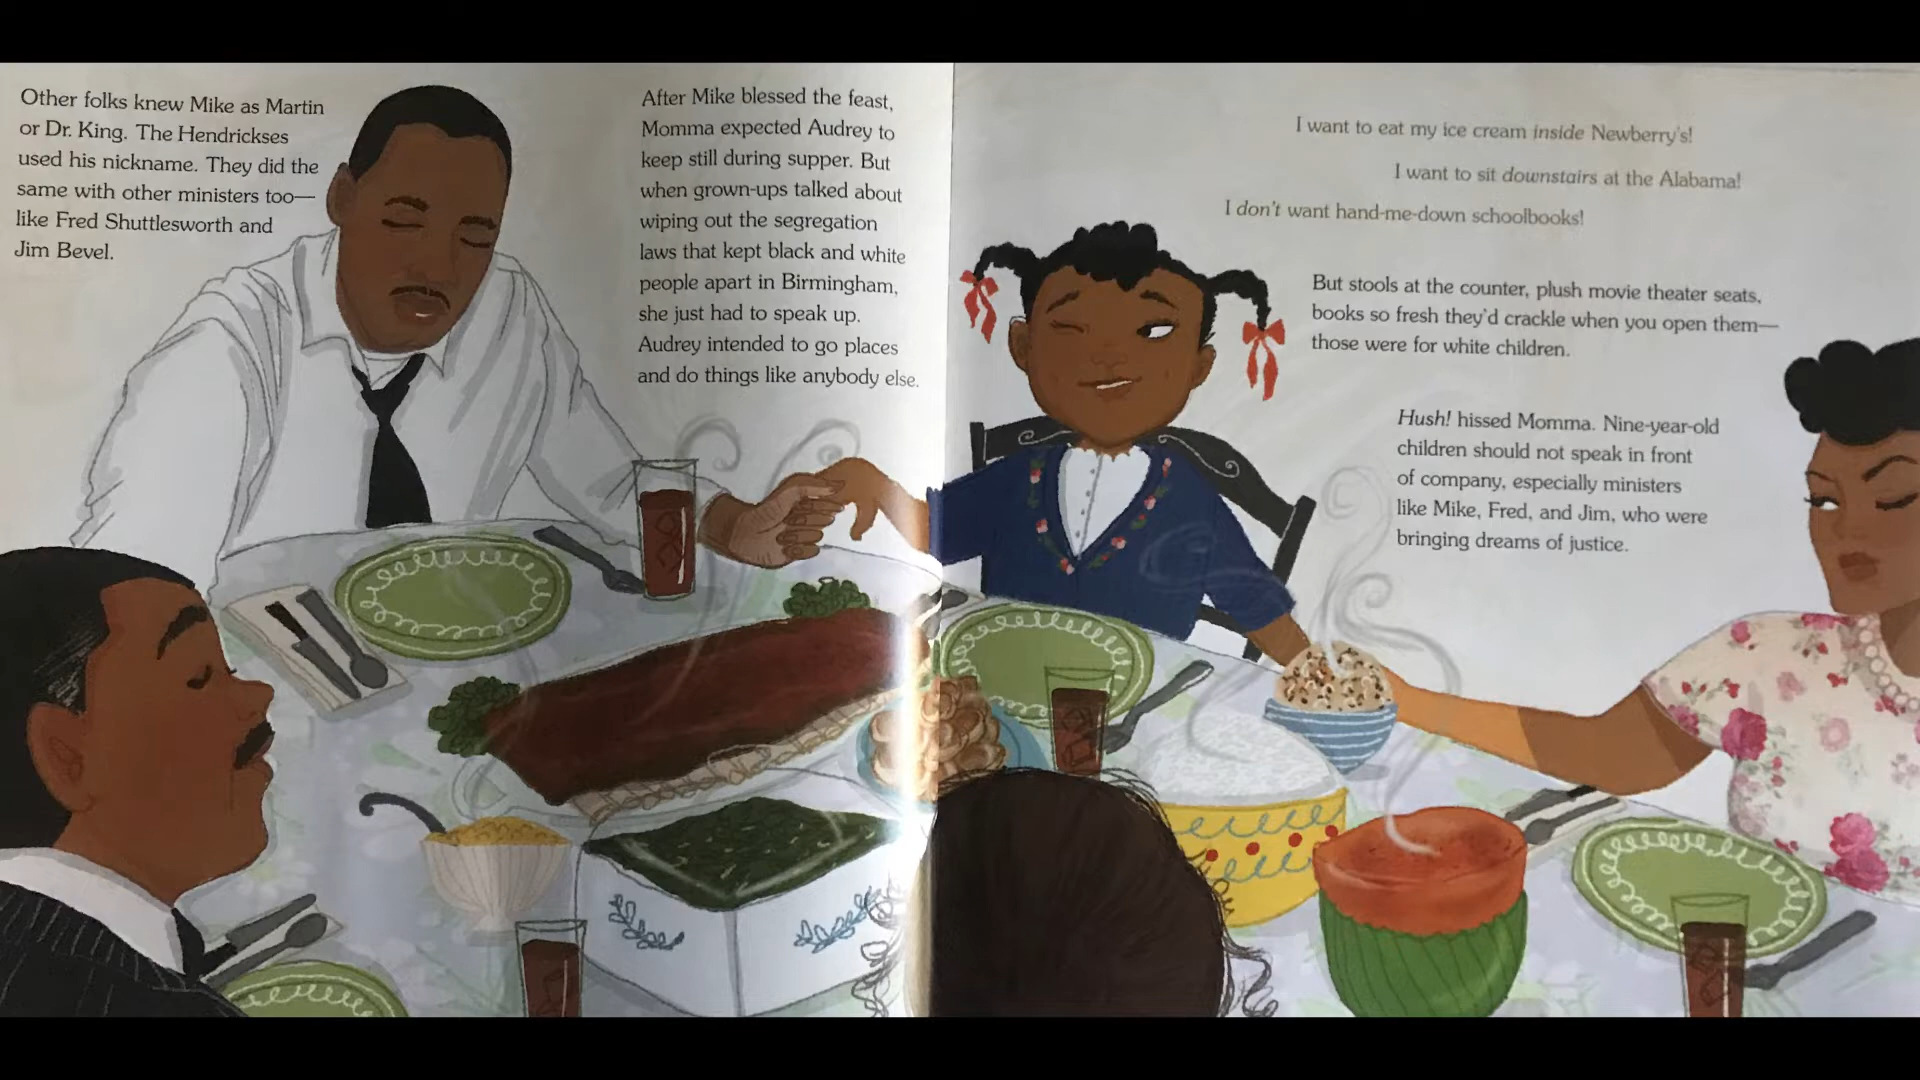 Other folks knew Mike as Martin
or Dr. King. The Hendrickses
used his nickname. They did the
same with other ministers too—
like Fred Shuttlesworth and
Jim Bevel.
After Mike blessed the feast,
Momma expected Audrey to
keep still during supper. But
when grown-ups talked about
wiping out the segregation
laws that kept black and white
people apart in Birmingham,
she just had to speak up.
Audrey intended to go places
and do things like anybody else.
I want to eat my ice cream inside Newberry's!
I want to sit downstairs at the Alabama!
I don't want hand-me-down schoolbooks!
But stools at the counter, plush movie theater seats,
books so fresh they'd crackle when you open them—
those were for white children.
Hush! hissed Momma. Nine-year-old
children should not speak in front
of company, especially ministers
like Mike, Fred, and Jim, who were
bringing dreams of justice.